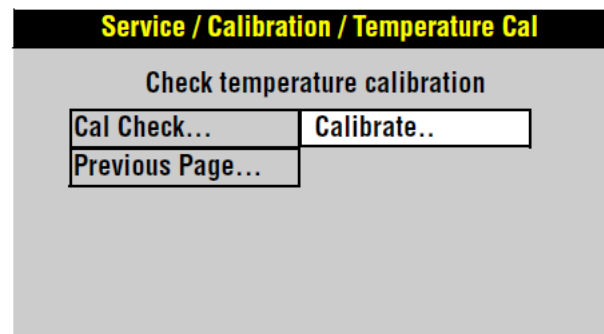 Service / Calibration / Temperature Cal
Check temperature calibration
Cal Check... Calibrate..
Previous Page...